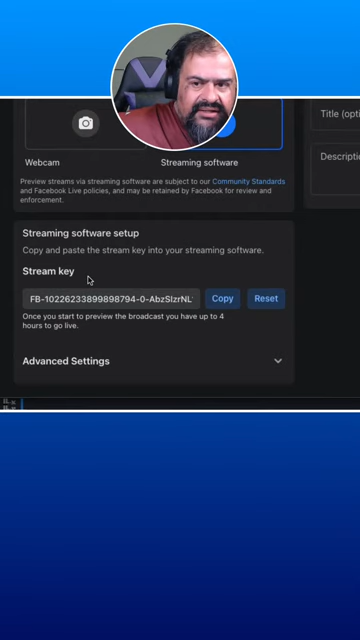 Title (opti
Webcam
Streaming software
Descripti
Preview streams via streaming software are subject to our Community Standards
and Facebook Live policies, and may be retained by Facebook for review and
enforcement.
Streaming software setup
Copy and paste the stream key into your streaming software.
Stream key
FB-10226233899898794-0-AbzSlzrNL
Copy
Reset
Once you start to preview the broadcast you have up to 4
hours to go live.
Advanced Settings